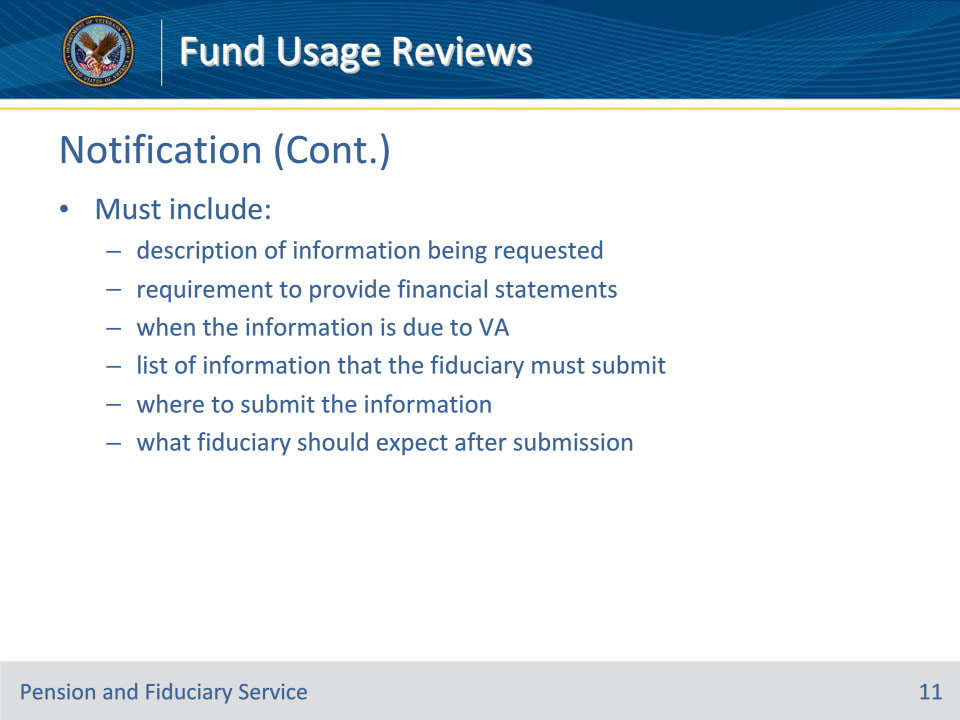 Fund Usage Reviews
Notification (Cont.)
• Must include:
– description of information being requested
– requirement to provide financial statements
– when the information is due to VA
– list of information that the fiduciary must submit
– where to submit the information
– what fiduciary should expect after submission
Pension and Fiduciary Service
11